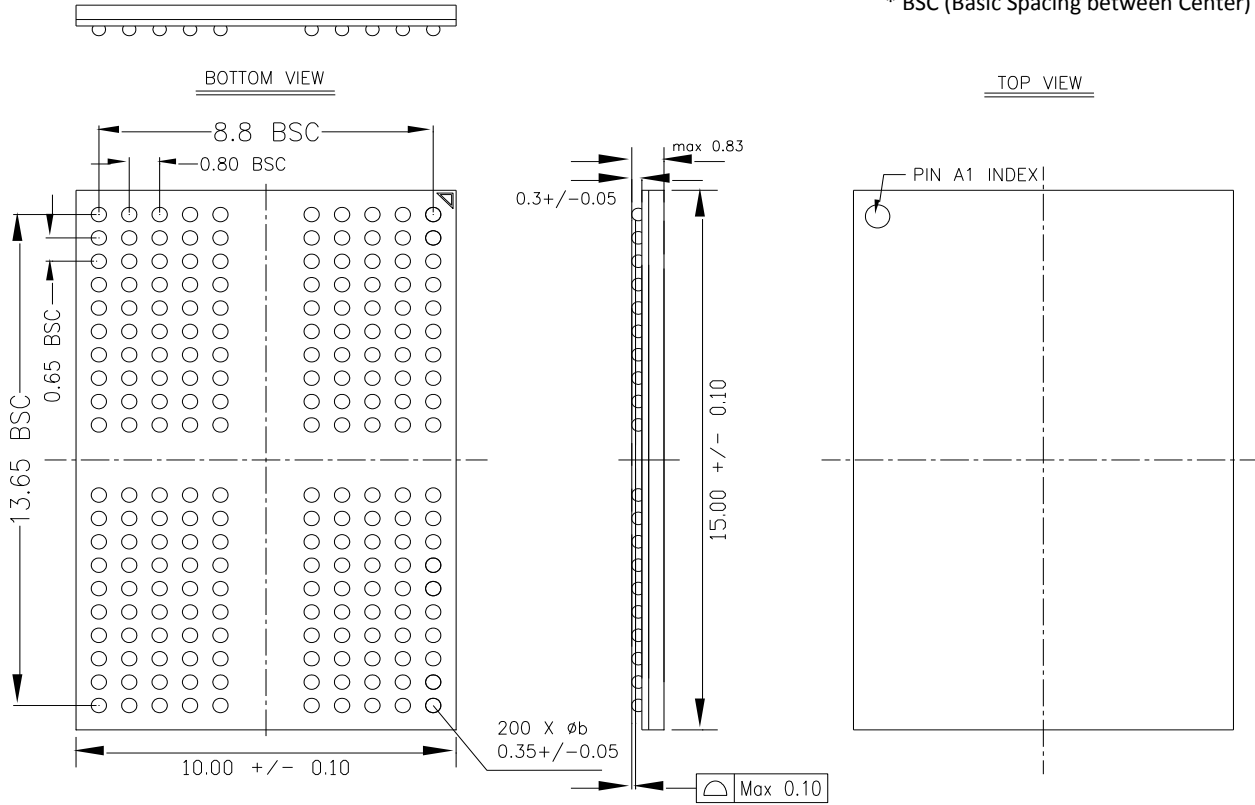 * BSC (Basic Spacing between Center)
BOTTOM VIEW
TOP VIEW
8.8 BSC
0.80 BSC
max 0.83
0.3+/-0.05
PIN A1 INDEX
0.65 BSC
13.65 BSC
15.00 +/- 0.10
200 X øb
0.35+/-0.05
10.00 +/- 0.10
Max 0.10